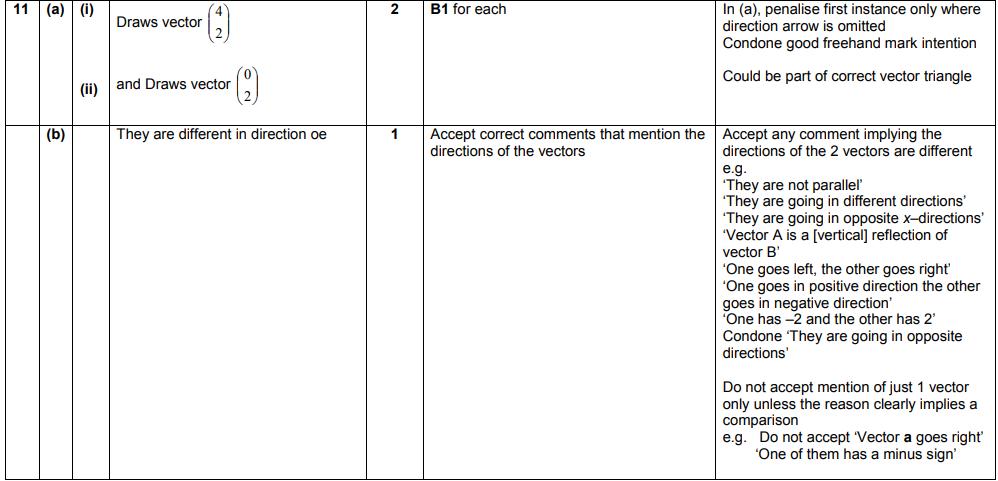 11 (a) (i) Draws vector (4 2) 2 B1 for each In (a), penalise first instance only where
direction arrow is omitted
Condone good freehand mark intention
(ii) and Draws vector (0 2) Could be part of correct vector triangle
(b) They are different in direction oe 1 Accept correct comments that mention the
directions of the vectors
Accept any comment implying the
directions of the 2 vectors are different
e.g.
‘They are not parallel’
‘They are going in different directions’
‘They are going in opposite x–directions’
‘Vector A is a [vertical] reflection of
vector B’
‘One goes left, the other goes right’
‘One goes in positive direction the other
goes in negative direction’
‘One has –2 and the other has 2’
Condone ‘They are going in opposite
directions’
Do not accept mention of just 1 vector
only unless the reason clearly implies a
comparison
e.g. Do not accept ‘Vector a goes right’
‘One of them has a minus sign’